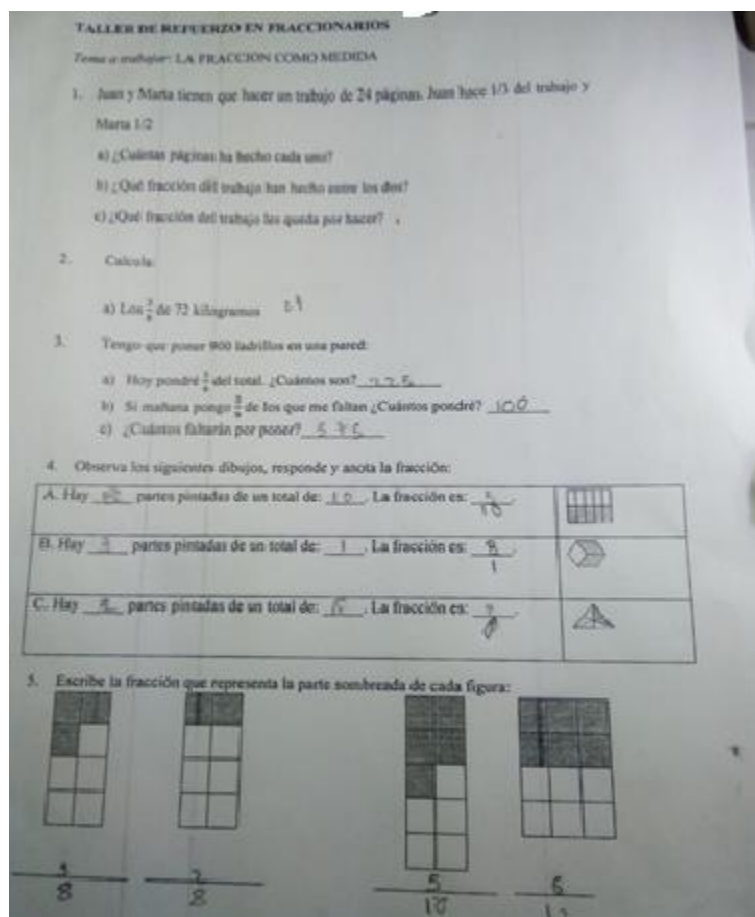 TALLER DE REFUERZO EN FRACCIONARIOS
Tema a trabajar: LA FRACCION COMO MEDIDA
1. Juan y Marta tienen que hacer un trabajo de 24 páginas. Juan hace 1/3 del trabajo y
Marta 1/2
a) ¿Cuántas páginas ha hecho cada uno?
b) ¿Qué fracción del trabajo han hecho entre los dos?
c) ¿Qué fracción del trabajo les queda por hacer?
2. Calcula:
a) Los de 72 kilogramos
3. Tengo que poner 900 ladrillos en una pared:
a) Hoy pondré del total. ¿Cuántos son? 225
b) Si mañana pongo de los que me faltan ¿Cuántos pondré? 100
c) ¿Cuántos faltarán por poner?
4. Observa los siguientes dibujos, responde y anota la fracción:
A. Hay partes pintadas de un total de: 10. La fracción es:
B. Hay partes pintadas de un total de: 1. La fracción es: 8/1
C. Hay partes pintadas de un total de: . La fracción es:
5. Escribe la fracción que representa la parte sombreada de cada figura:
3 2 5 6
8 8 10 12